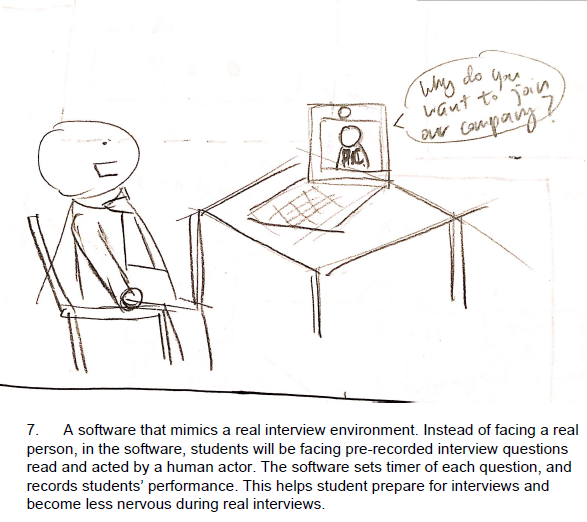 Why do you
want to join
our company?
7. A software that mimics a real interview environment. Instead of facing a real
person, in the software, students will be facing pre-recorded interview questions
read and acted by a human actor. The software sets timer of each question, and
records students' performance. This helps student prepare for interviews and
become less nervous during real interviews.